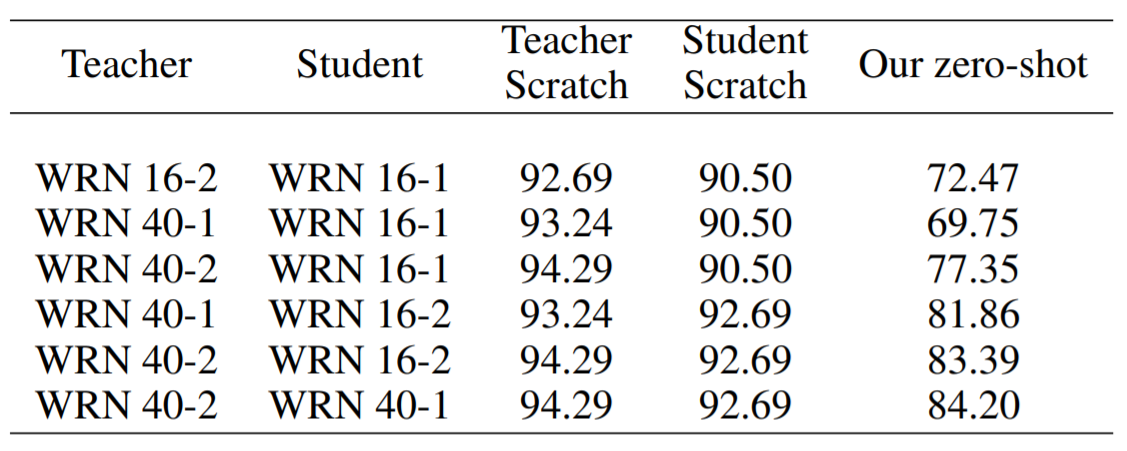 Teacher Student Teacher Scratch Student Scratch Our zero-shot
WRN 16-2 WRN 16-1 92.69 90.50 72.47
WRN 40-1 WRN 16-1 93.24 90.50 69.75
WRN 40-2 WRN 16-1 94.29 90.50 77.35
WRN 40-1 WRN 16-2 93.24 92.69 81.86
WRN 40-2 WRN 16-2 94.29 92.69 83.39
WRN 40-2 WRN 40-1 94.29 92.69 84.20